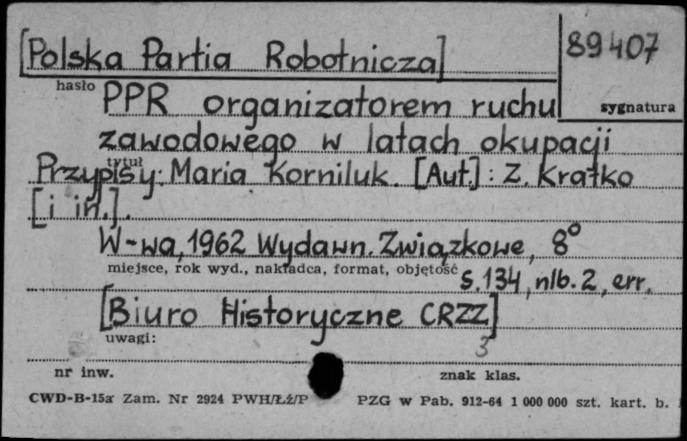 [Polska Partia Robotnicza]
89407
hasło
PPR organizatorem ruchu
sygnatura
zawodowego w latach okupacji
tytuł
Przypisy: Maria Korniluk. [Aut.]: Z. Kratko
[i in.].
W-wa, 1962 Wydawn. Związkowe, 8°
miejsce, rok wyd., nakładca, format, objętość
s. 134, nlb. 2, err.
[Biuro Historyczne CRZZ]
uwagi:
3
nr inw.
znak klas.
CWD-B-15a Zam. Nr 2924 PWH/Łź/P
PZG w Pab. 912-64 1 000 000 szt. kart. b.